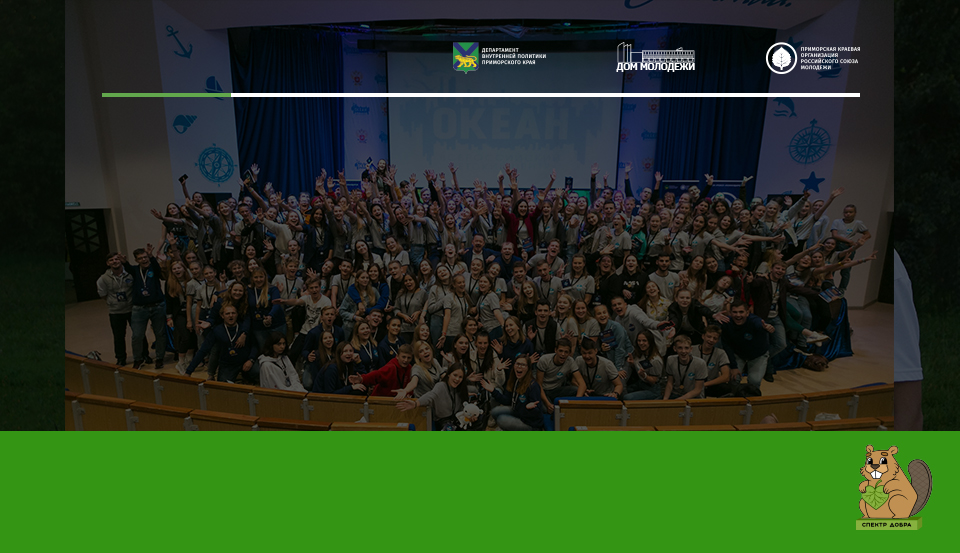 ДЕПАРТАМЕНТ
ВНУТРЕННЕЙ ПОЛИТИКИ
ПРИМОРСКОГО КРАЯ
ДОМ МОЛОДЕЖИ
ПРИМОРСКАЯ КРАЕВАЯ
ОРГАНИЗАЦИЯ
РОССИЙСКОГО СОЮЗА
МОЛОДЕЖИ
ОКЕАН
СПЕКТР ДОБРА